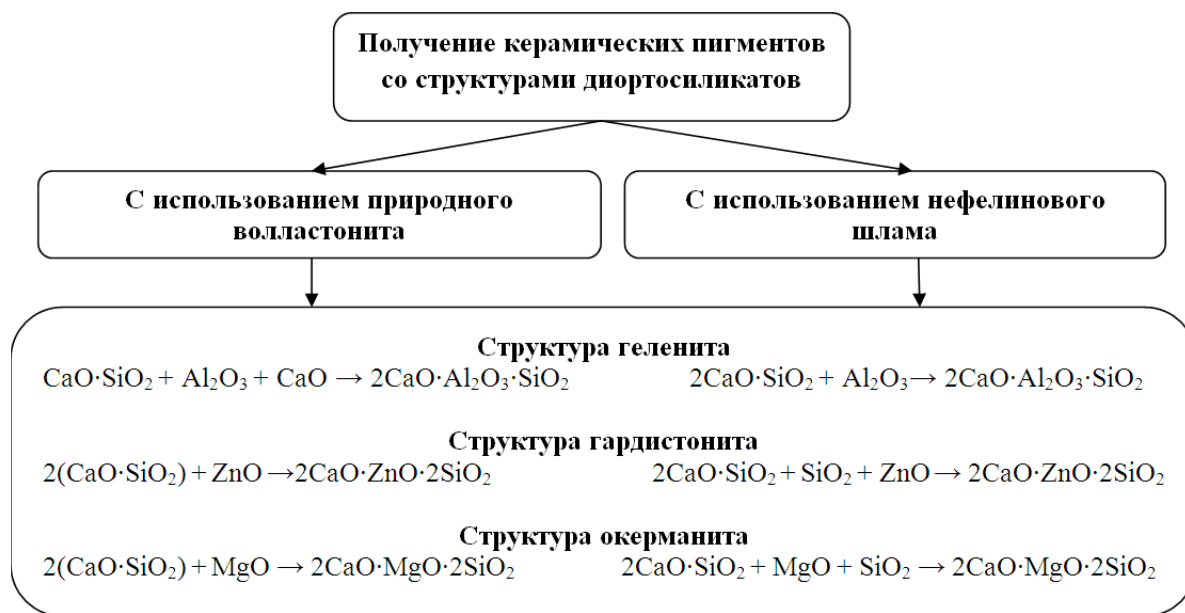 Получение керамических пигментов
со структурами диортосиликатов
С использованием природного
волластонита
С использованием нефелинового
шлама
Структура геленита
CaO·SiO₂ + Al₂O₃ + CaO → 2CaO·Al₂O₃·SiO₂
2CaO·SiO₂ + Al₂O₃→ 2CaO·Al₂O₃·SiO₂
Структура гардистонита
2(CaO·SiO₂) + ZnO →2CaO·ZnO·2SiO₂
2CaO·SiO₂ + SiO₂ + ZnO → 2CaO·ZnO·2SiO₂
Структура окерманита
2(CaO·SiO₂) + MgO → 2CaO·MgO·2SiO₂
2CaO·SiO₂ + MgO + SiO₂ → 2CaO·MgO·2SiO₂